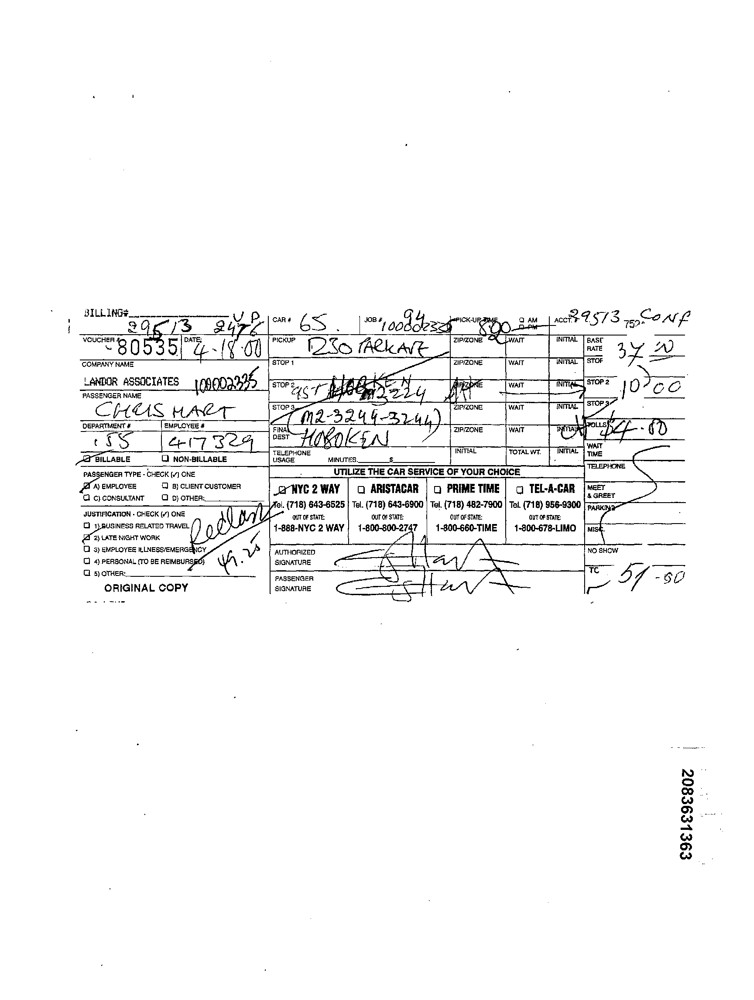 BILLING#
29513 2476 V.P.
CAR # 65.
JOB # 100002335
94
PICK-UP TIME 8:00 AM PM
ACCT. 29513 CONF
VOUCHER # 80535 DATE 4-18-00
PICKUP 230 PARK AVE ZIP/ZONE WAIT INITIAL BASE RATE 37 00
COMPANY NAME
LANDOR ASSOCIATES 100002335
STOP 1 ZIP/ZONE WAIT INITIAL STOP
STOP 2 95T ZIP/ZONE WAIT INITIAL STOP 2 10 00
PASSENGER NAME
CHRIS HART
STOP 3 (M2-3244-3244) ZIP/ZONE WAIT INITIAL STOP 3
DEPARTMENT # 155 EMPLOYEE # 417329
FINAL DEST HOBOKEN ZIP/ZONE WAIT INITIAL TOLLS $4.00
BILLABLE NON-BILLABLE
TELEPHONE USAGE MINUTES $ INITIAL TOTAL WT. INITIAL WAIT TIME
PASSENGER TYPE - CHECK (✓) ONE
A) EMPLOYEE B) CLIENT CUSTOMER
C) CONSULTANT D) OTHER:
UTILIZE THE CAR SERVICE OF YOUR CHOICE
TELEPHONE
NYC 2 WAY ARISTACAR PRIME TIME TEL-A-CAR
MEET & GREET
Tel. (718) 643-6525 Tel. (718) 643-6900 Tel. (718) 482-7900 Tel. (718) 956-9300
PARKING
OUT OF STATE: OUT OF STATE: OUT OF STATE: OUT OF STATE:
1-888-NYC 2 WAY 1-800-800-2747 1-800-660-TIME 1-800-678-LIMO
MISC.
JUSTIFICATION - CHECK (✓) ONE
1) BUSINESS RELATED TRAVEL
2) LATE NIGHT WORK
3) EMPLOYEE ILLNESS/EMERGENCY
4) PERSONAL (TO BE REIMBURSED)
5) OTHER:
49.25
AUTHORIZED SIGNATURE
NO SHOW
PASSENGER SIGNATURE
TC 51-00
ORIGINAL COPY
2083631363